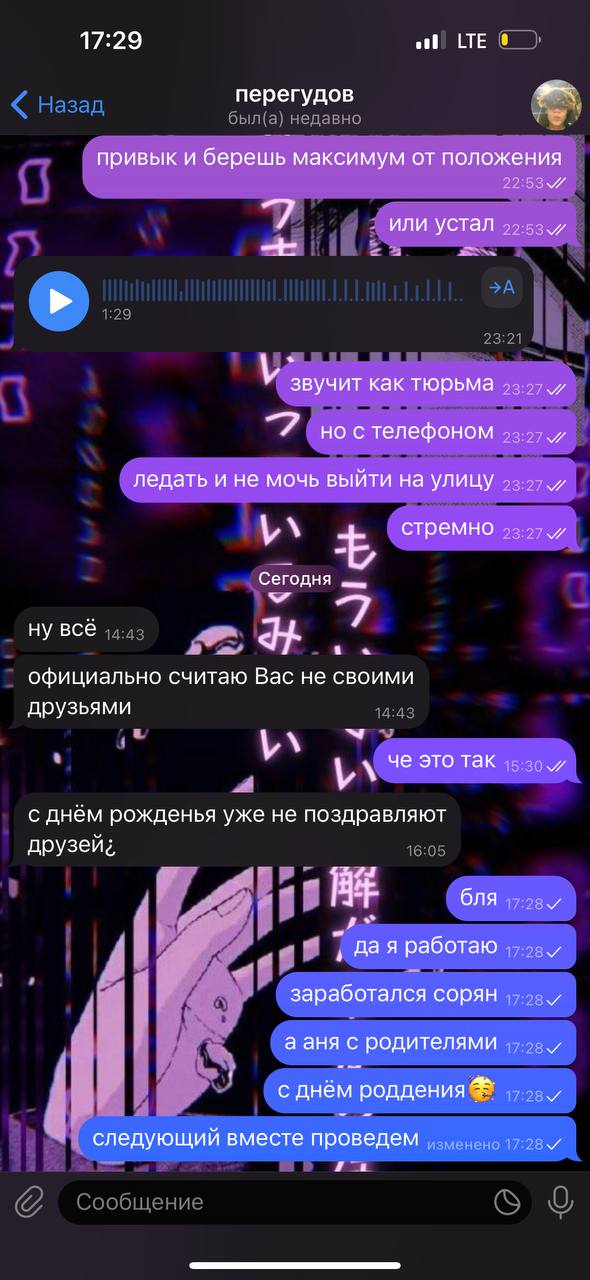 17:29
LTE
Назад
перегудов
был(а) недавно
привык и берешь максимум от положения
22:53
или устал 22:53
1:29
→A
23:21
звучит как тюрьма 23:27
но с телефоном 23:27
ледать и не мочь выйти на улицу 23:27
стремно 23:27
Сегодня
ну всё 14:43
официально считаю Вас не своими
друзьями 14:43
че это так 15:30
с днём рожденья уже не поздравляют
друзей¿ 16:05
бля 17:28
да я работаю 17:28
заработался сорян 17:28
а аня с родителями 17:28
с днём роддения🥳 17:28
следующий вместе проведем изменено 17:28
Сообщение